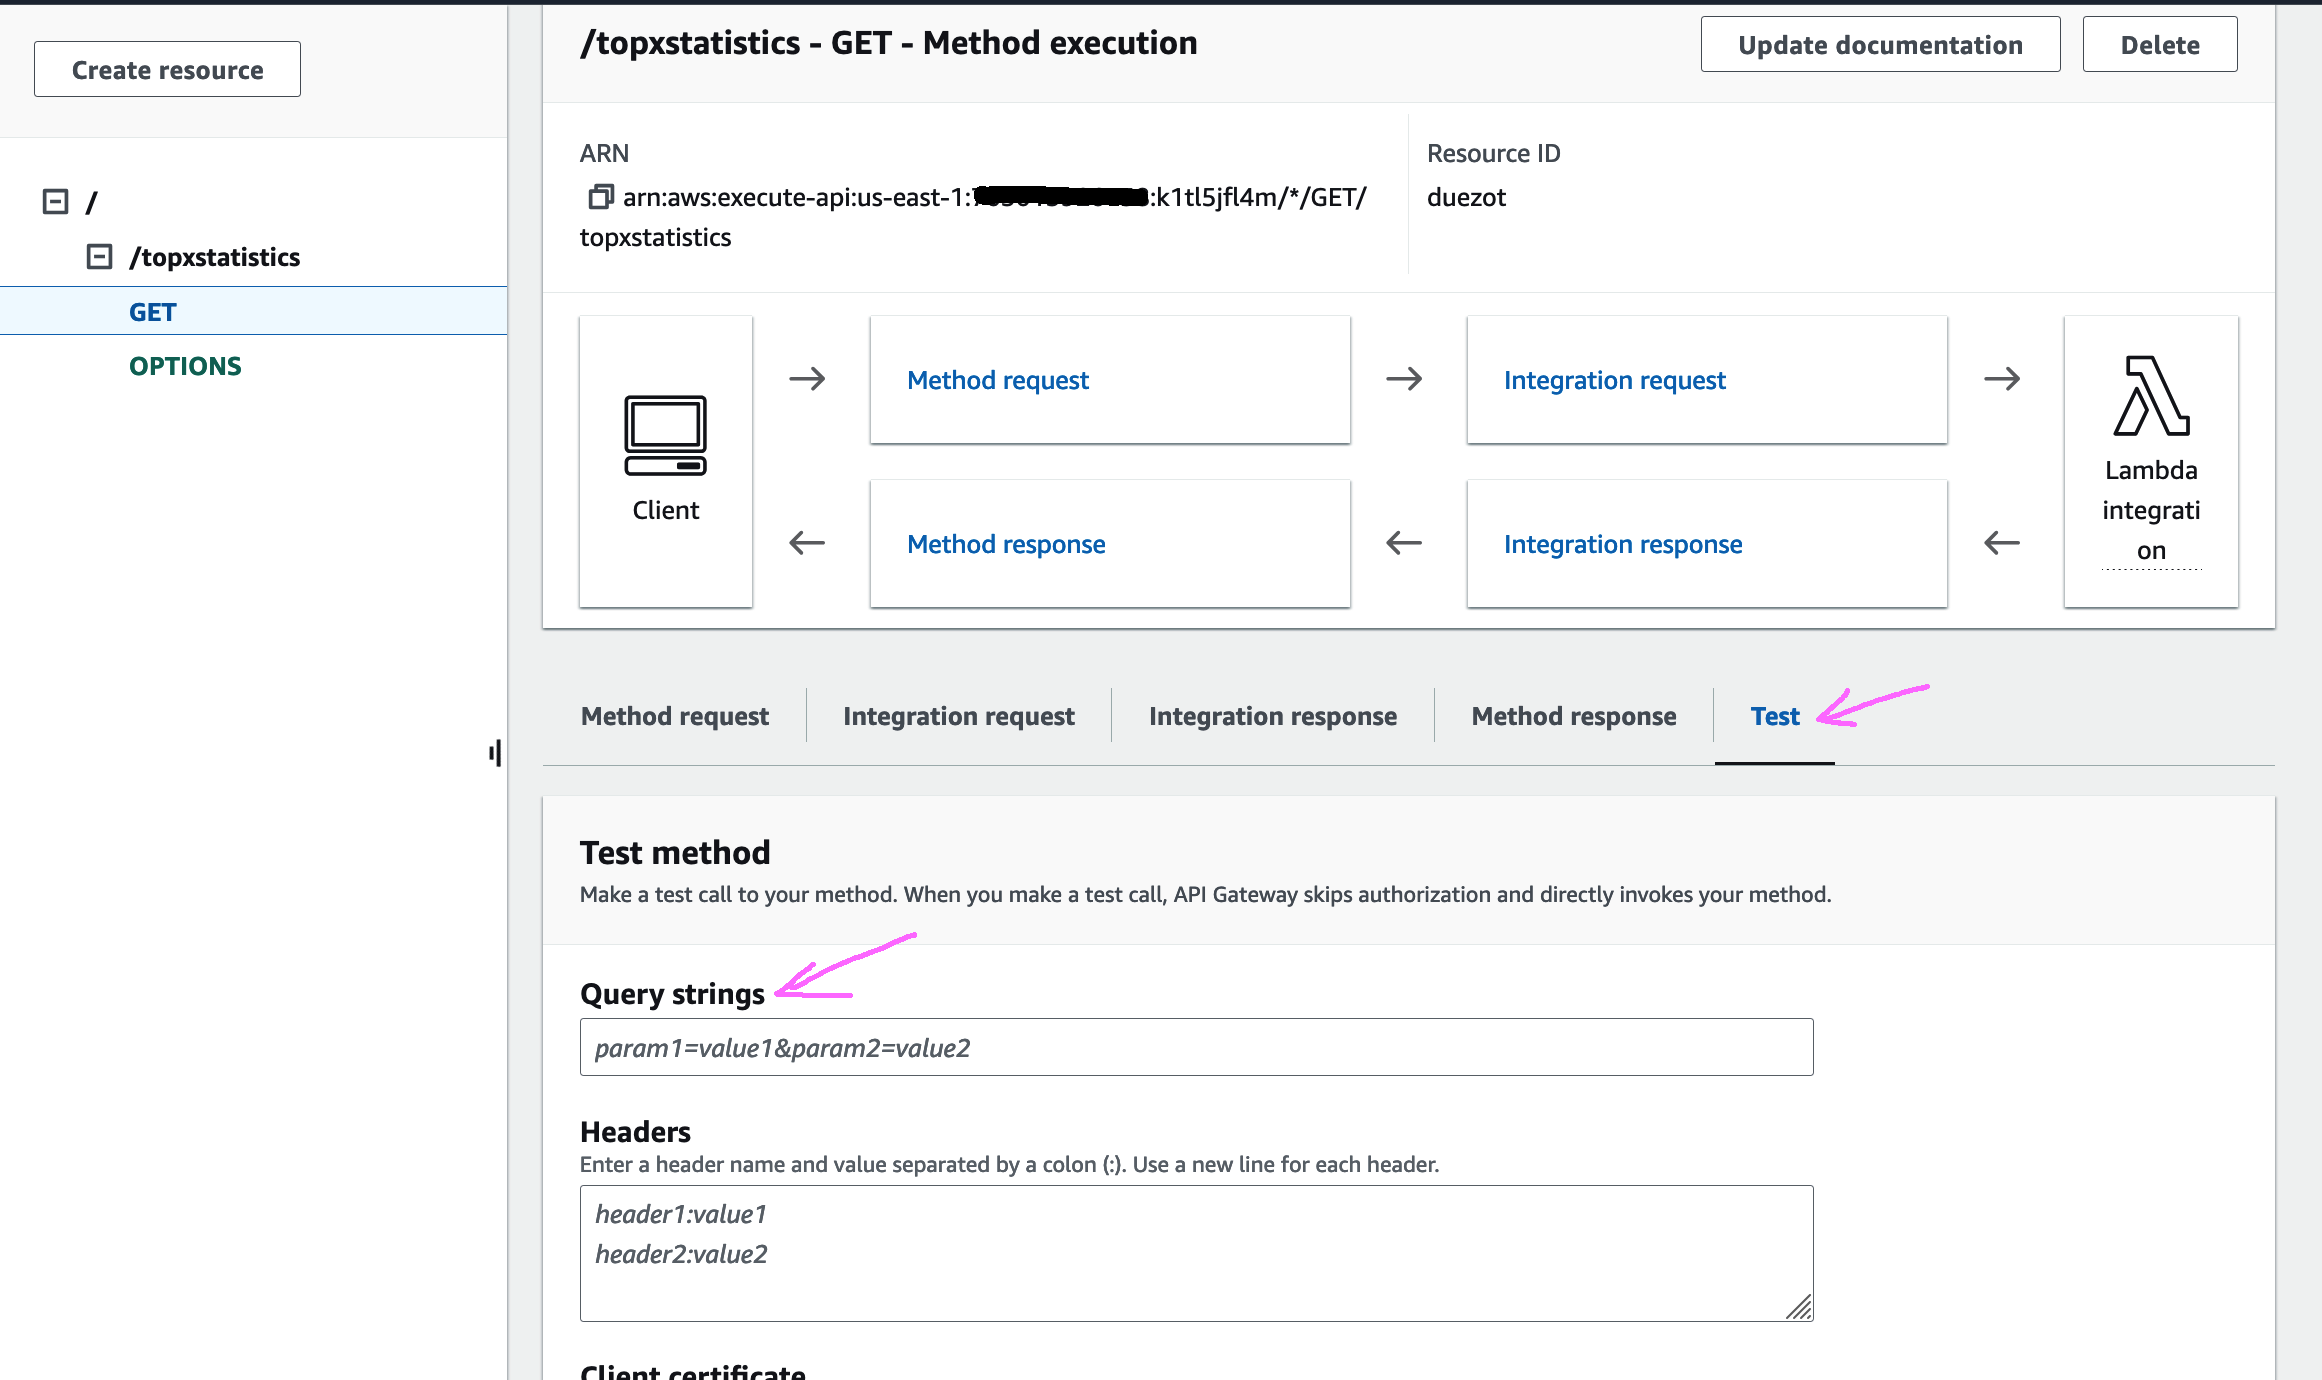 /topxstatistics - GET - Method execution
Update documentation
Delete
Create resource
ARN
arn:aws:execute-api:us-east-1: :k1tl5jfl4m/*/GET/
topxstatistics
Resource ID
duezot
/
/topxstatistics
GET
OPTIONS
Client
Method request
Integration request
Method response
Integration response
Lambda
integrati
on
Method request
Integration request
Integration response
Method response
Test
Test method
Make a test call to your method. When you make a test call, API Gateway skips authorization and directly invokes your method.
Query strings
param1=value1&param2=value2
Headers
Enter a header name and value separated by a colon (:). Use a new line for each header.
header1:value1
header2:value2
Client certificate